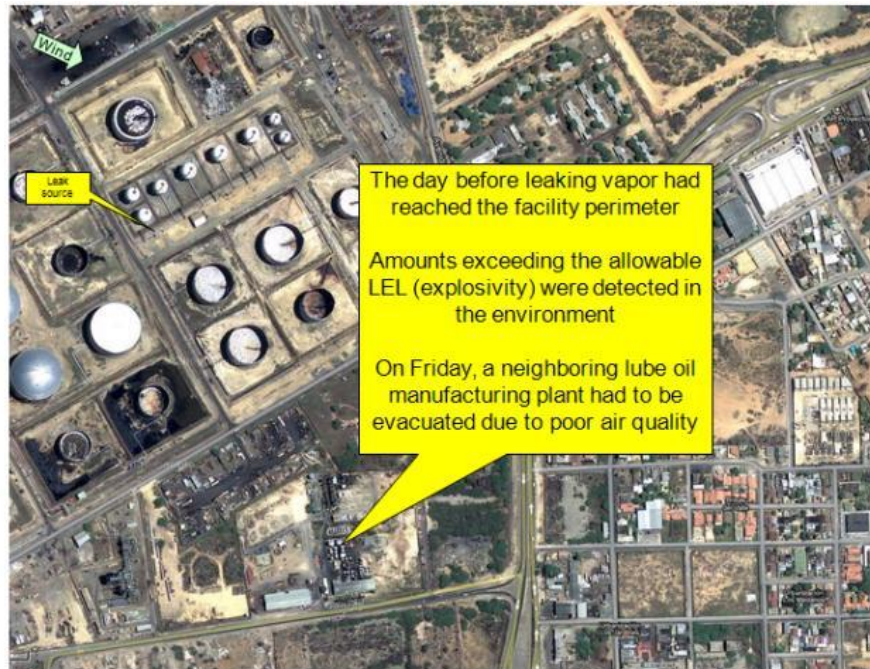 Wind
Leak
source
The day before leaking vapor had
reached the facility perimeter
Amounts exceeding the allowable
LEL (explosivity) were detected in
the environment
On Friday, a neighboring lube oil
manufacturing plant had to be
evacuated due to poor air quality